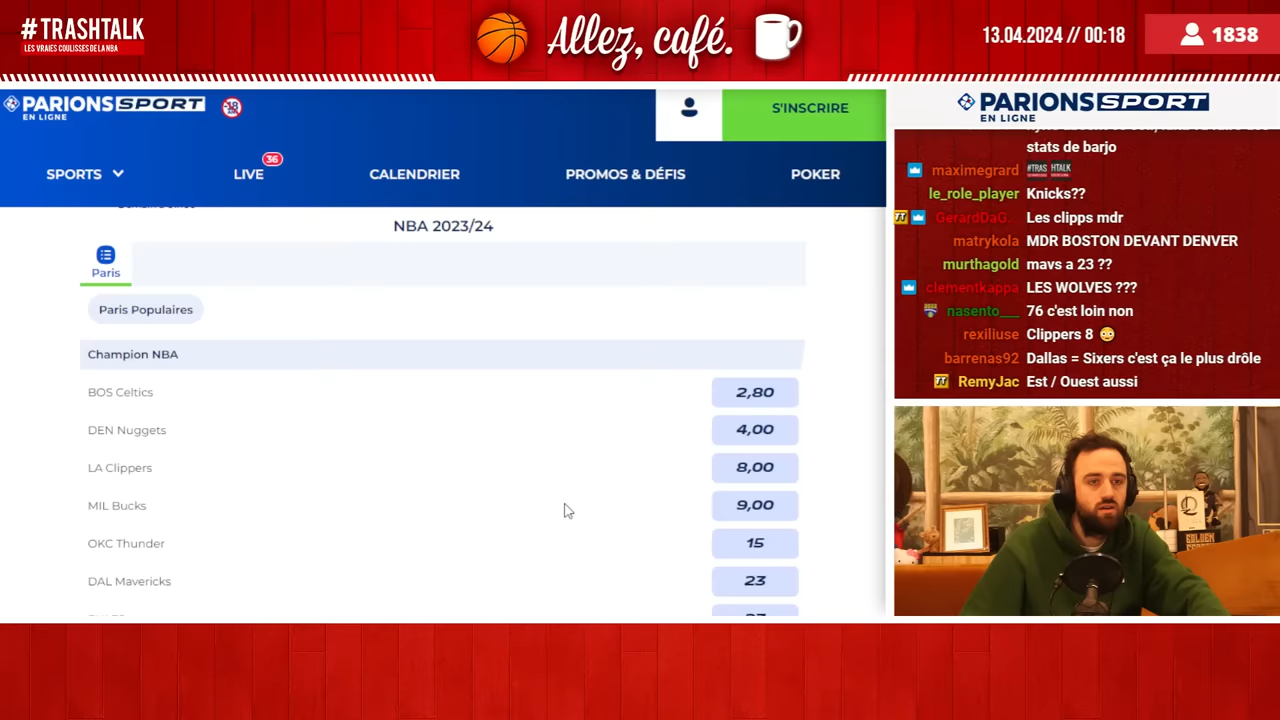 #TRASHTALK
LES VRAIES COULISSES DE LA NBA
Allez, café.
13.04.2024 // 00:18
1838
PARIONS SPORT
EN LIGNE
-18
S'INSCRIRE
SPORTS
LIVE
36
CALENDRIER
PROMOS & DÉFIS
POKER
NBA 2023/24
Paris
Paris Populaires
Champion NBA
BOS Celtics 2,80
DEN Nuggets 4,00
LA Clippers 8,00
MIL Bucks 9,00
OKC Thunder 15
DAL Mavericks 23
PARIONS SPORT
EN LIGNE
stats de barjo
maximegrard #TRAS HTALK
le_role_player Knicks??
GerardDaG.. Les clipps mdr
matrykola MDR BOSTON DEVANT DENVER
murthagold mavs a 23 ??
clementkappa LES WOLVES ???
nasento___ 76 c'est loin non
rexiliuse Clippers 8
barrenas92 Dallas = Sixers c'est ça le plus drôle
TT RemyJac Est / Ouest aussi